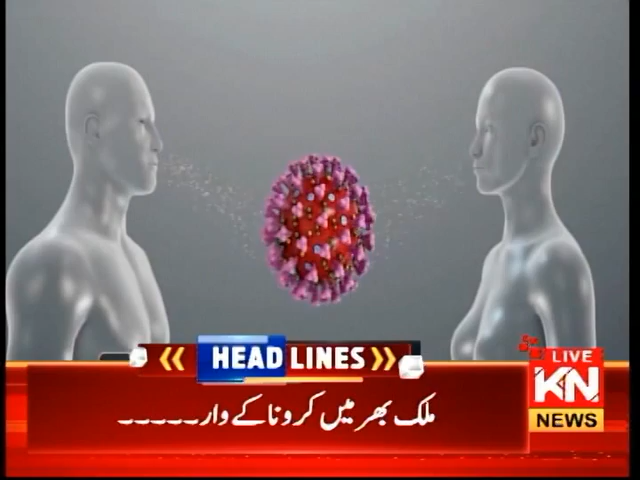 HEADLINES
ملک بھر میں کرونا کے وار-----
LIVE
KN
NEWS